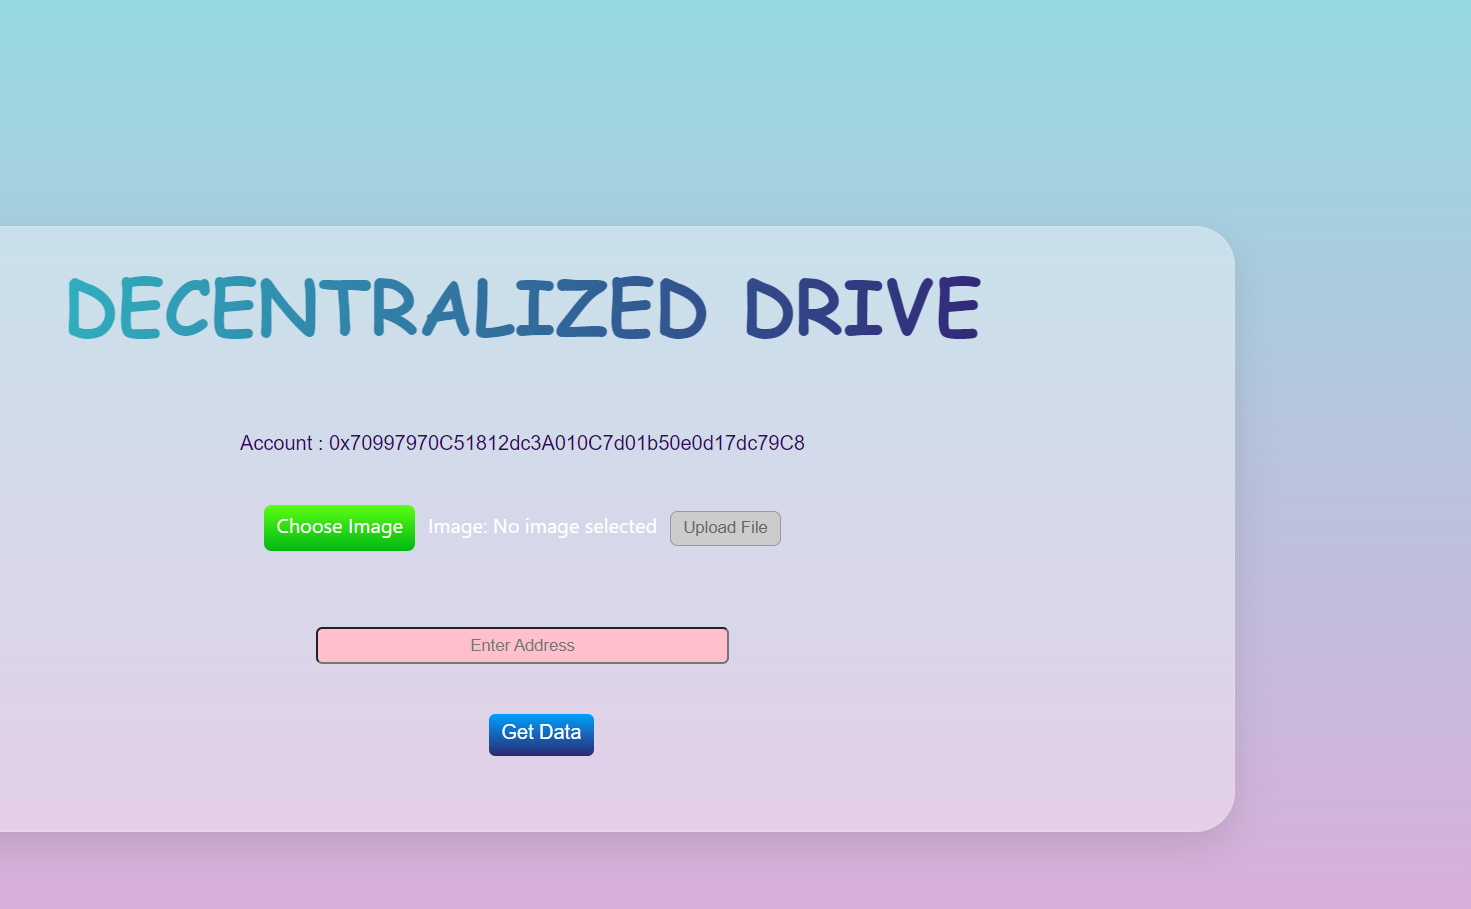 DECENTRALIZED DRIVE
Account : 0x70997970C51812dc3A010C7d01b50e0d17dc79C8
Choose Image Image: No image selected Upload File
Enter Address
Get Data